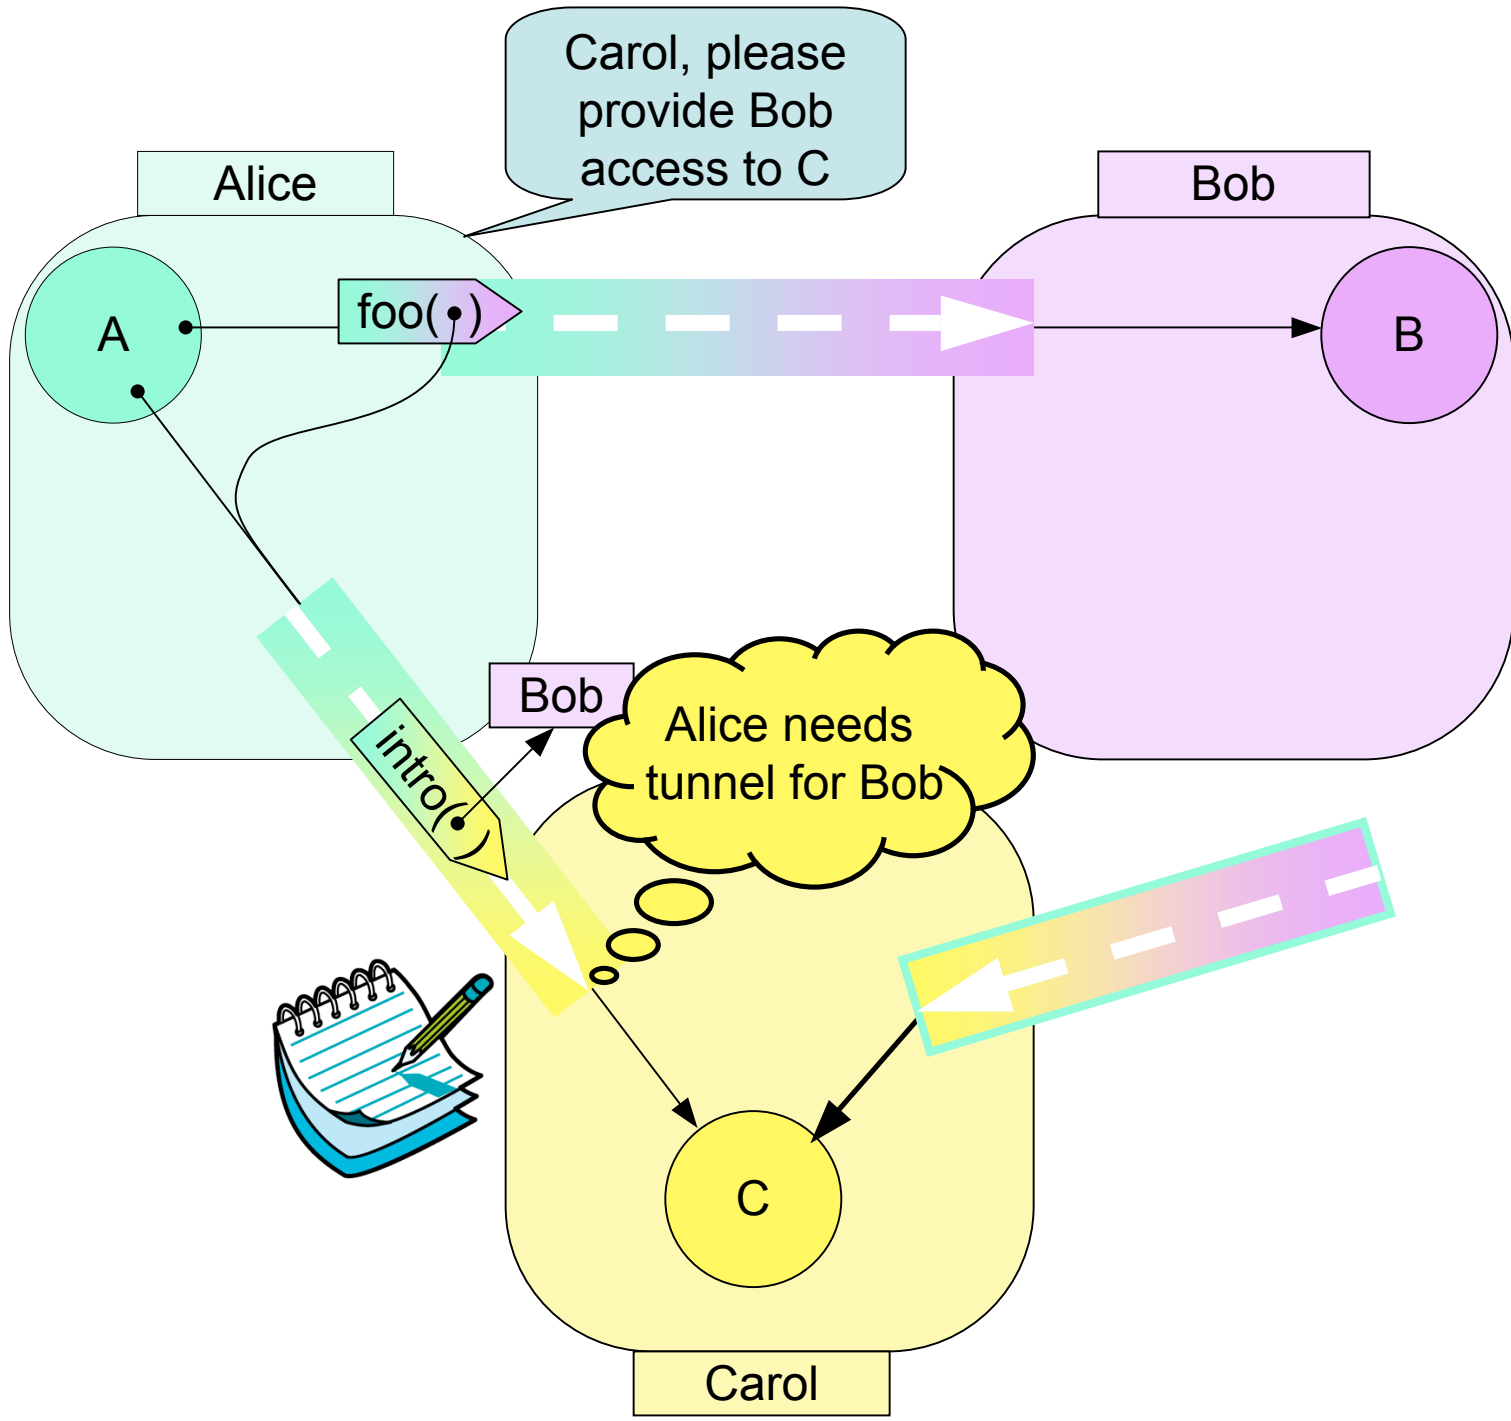 Carol, please
provide Bob
access to C
Alice
Bob
A
foo( )
B
Bob
Alice needs
tunnel for Bob
intro( )
C
Carol